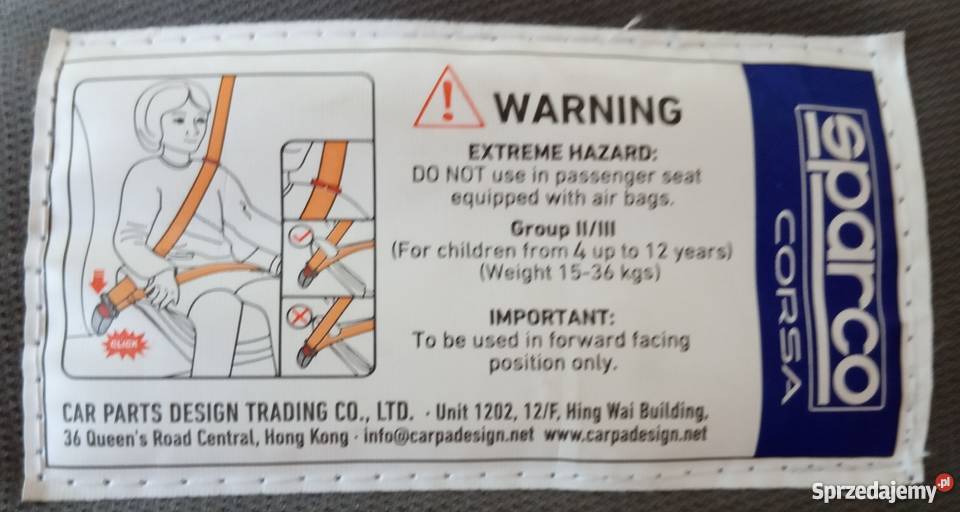 WARNING
EXTREME HAZARD:
DO NOT use in passenger seat
equipped with air bags.
Group II/III
(For children from 4 up to 12 years)
(Weight 15-36 kgs)
IMPORTANT:
To be used in forward facing
position only.
CLICK
CAR PARTS DESIGN TRADING CO., LTD. · Unit 1202, 12/F, Hing Wai Building,
36 Queen's Road Central, Hong Kong · info@carpadesign.net www.carpadesign.net
sparco
CORSA
Sprzedajemy.pl